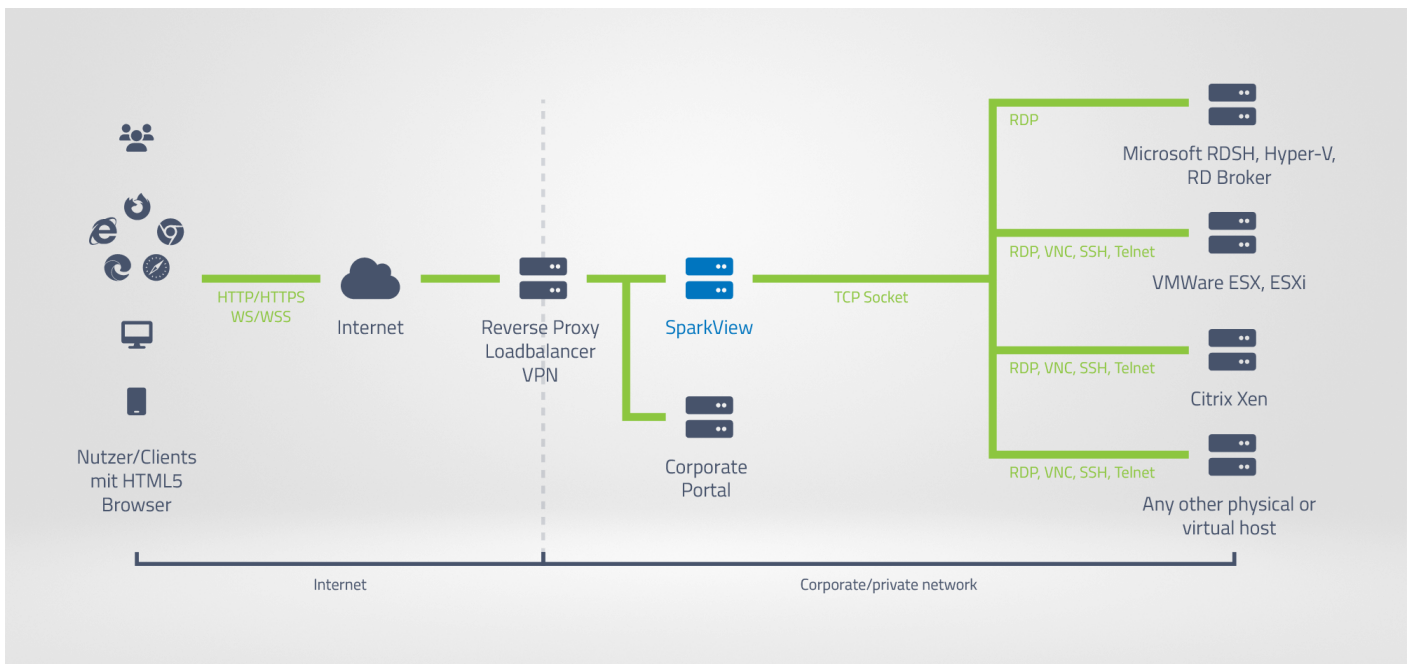 RDP
Microsoft RDSH, Hyper-V,
RD Broker
RDP, VNC, SSH, Telnet
VMWare ESX, ESXi
HTTP/HTTPS
WS/WSS
Internet
Reverse Proxy
Loadbalancer
VPN
SparkView
TCP Socket
RDP, VNC, SSH, Telnet
Citrix Xen
Nutzer/Clients
mit HTML5
Browser
Corporate
Portal
RDP, VNC, SSH, Telnet
Any other physical or
virtual host
Internet
Corporate/private network